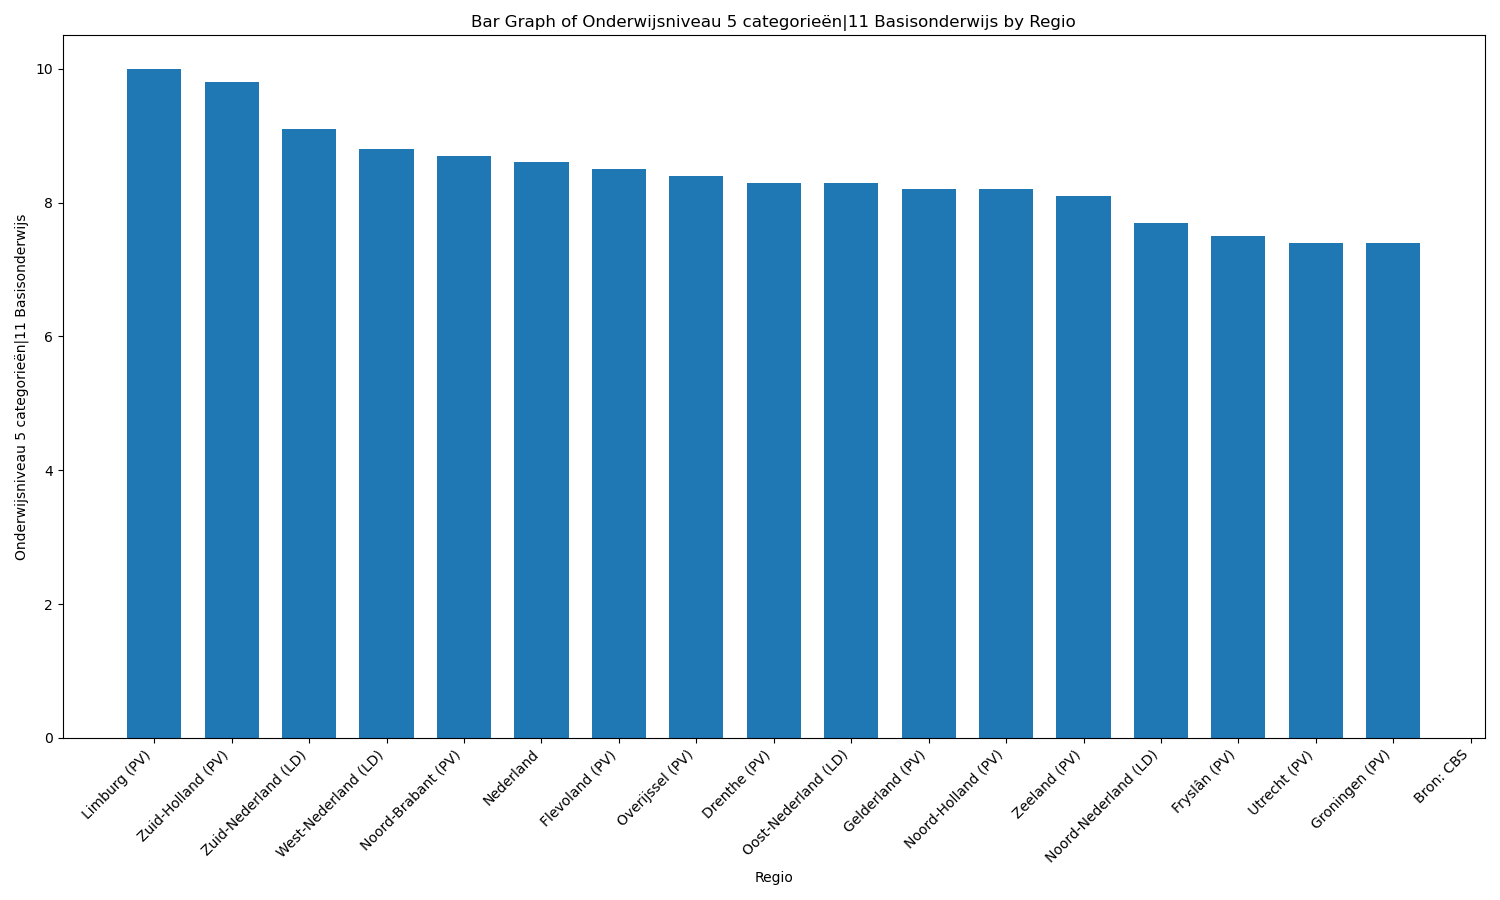 Bar Graph of Onderwijsniveau 5 categorieën|11 Basisonderwijs by Regio
Onderwijsniveau 5 categorieën|11 Basisonderwijs
10
8
6
4
2
0
Limburg (PV)
Zuid-Holland (PV)
Zuid-Nederland (LD)
West-Nederland (LD)
Noord-Brabant (PV)
Nederland
Flevoland (PV)
Overijssel (PV)
Drenthe (PV)
Oost-Nederland (LD)
Gelderland (PV)
Noord-Holland (PV)
Zeeland (PV)
Noord-Nederland (LD)
Fryslân (PV)
Utrecht (PV)
Groningen (PV)
Bron: CBS
Regio